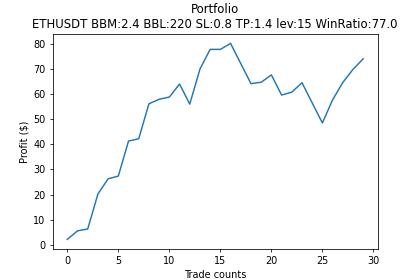 Portfolio
ETHUSDT BBM:2.4 BBL:220 SL:0.8 TP:1.4 lev:15 WinRatio:77.0
80
70
60
50
40
30
20
10
0
Profit ($)
0 5 10 15 20 25 30
Trade counts